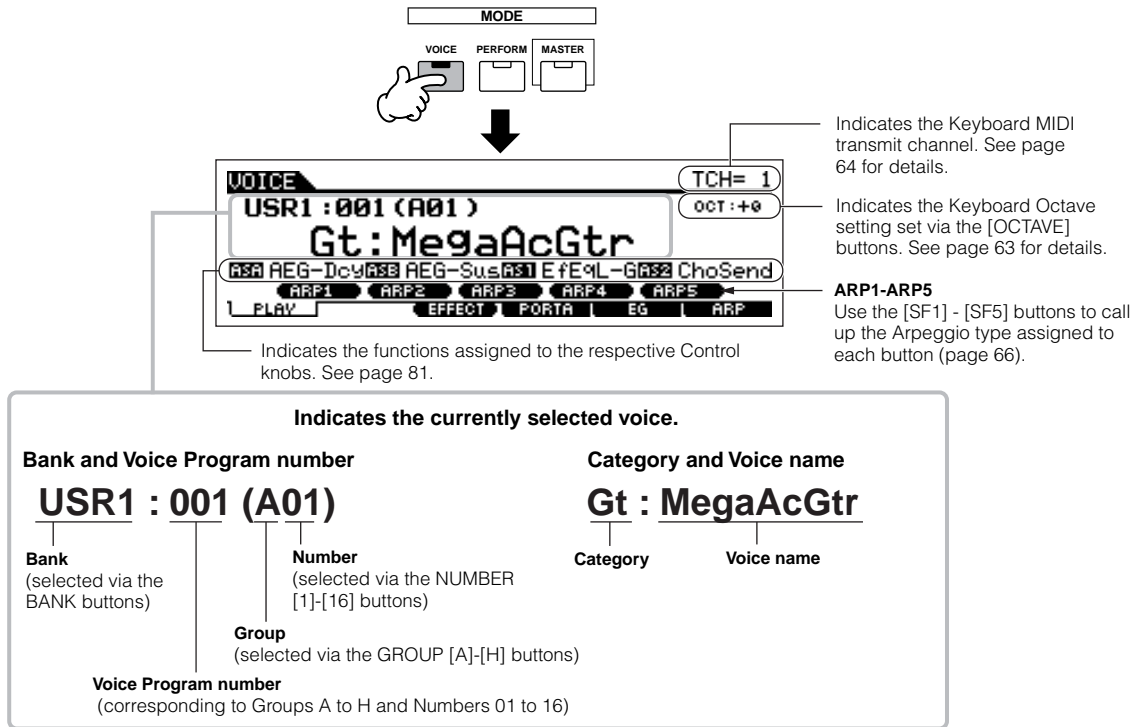 MODE
VOICE PERFORM MASTER
Indicates the Keyboard MIDI
transmit channel. See page
64 for details.
VOICE TCH= 1
USR1:001(A01) OCT:+0
Indicates the Keyboard Octave
setting set via the [OCTAVE]
buttons. See page 63 for details.
Gt:MegaAcGtr
ASA AEG-Dcy ASB AEG-Sus AS1 EfEqL-G AS2 ChoSend
ARP1 ARP2 ARP3 ARP4 ARP5
PLAY EFFECT PORTA EG ARP
ARP1-ARP5
Use the [SF1] - [SF5] buttons to call
up the Arpeggio type assigned to
each button (page 66).
Indicates the functions assigned to the respective Control
knobs. See page 81.
Indicates the currently selected voice.
Bank and Voice Program number
USR1 : 001 (A01)
Bank
(selected via the
BANK buttons)
Number
(selected via the NUMBER
[1]-[16] buttons)
Group
(selected via the GROUP [A]-[H] buttons)
Voice Program number
(corresponding to Groups A to H and Numbers 01 to 16)
Category and Voice name
Gt : MegaAcGtr
Category Voice name